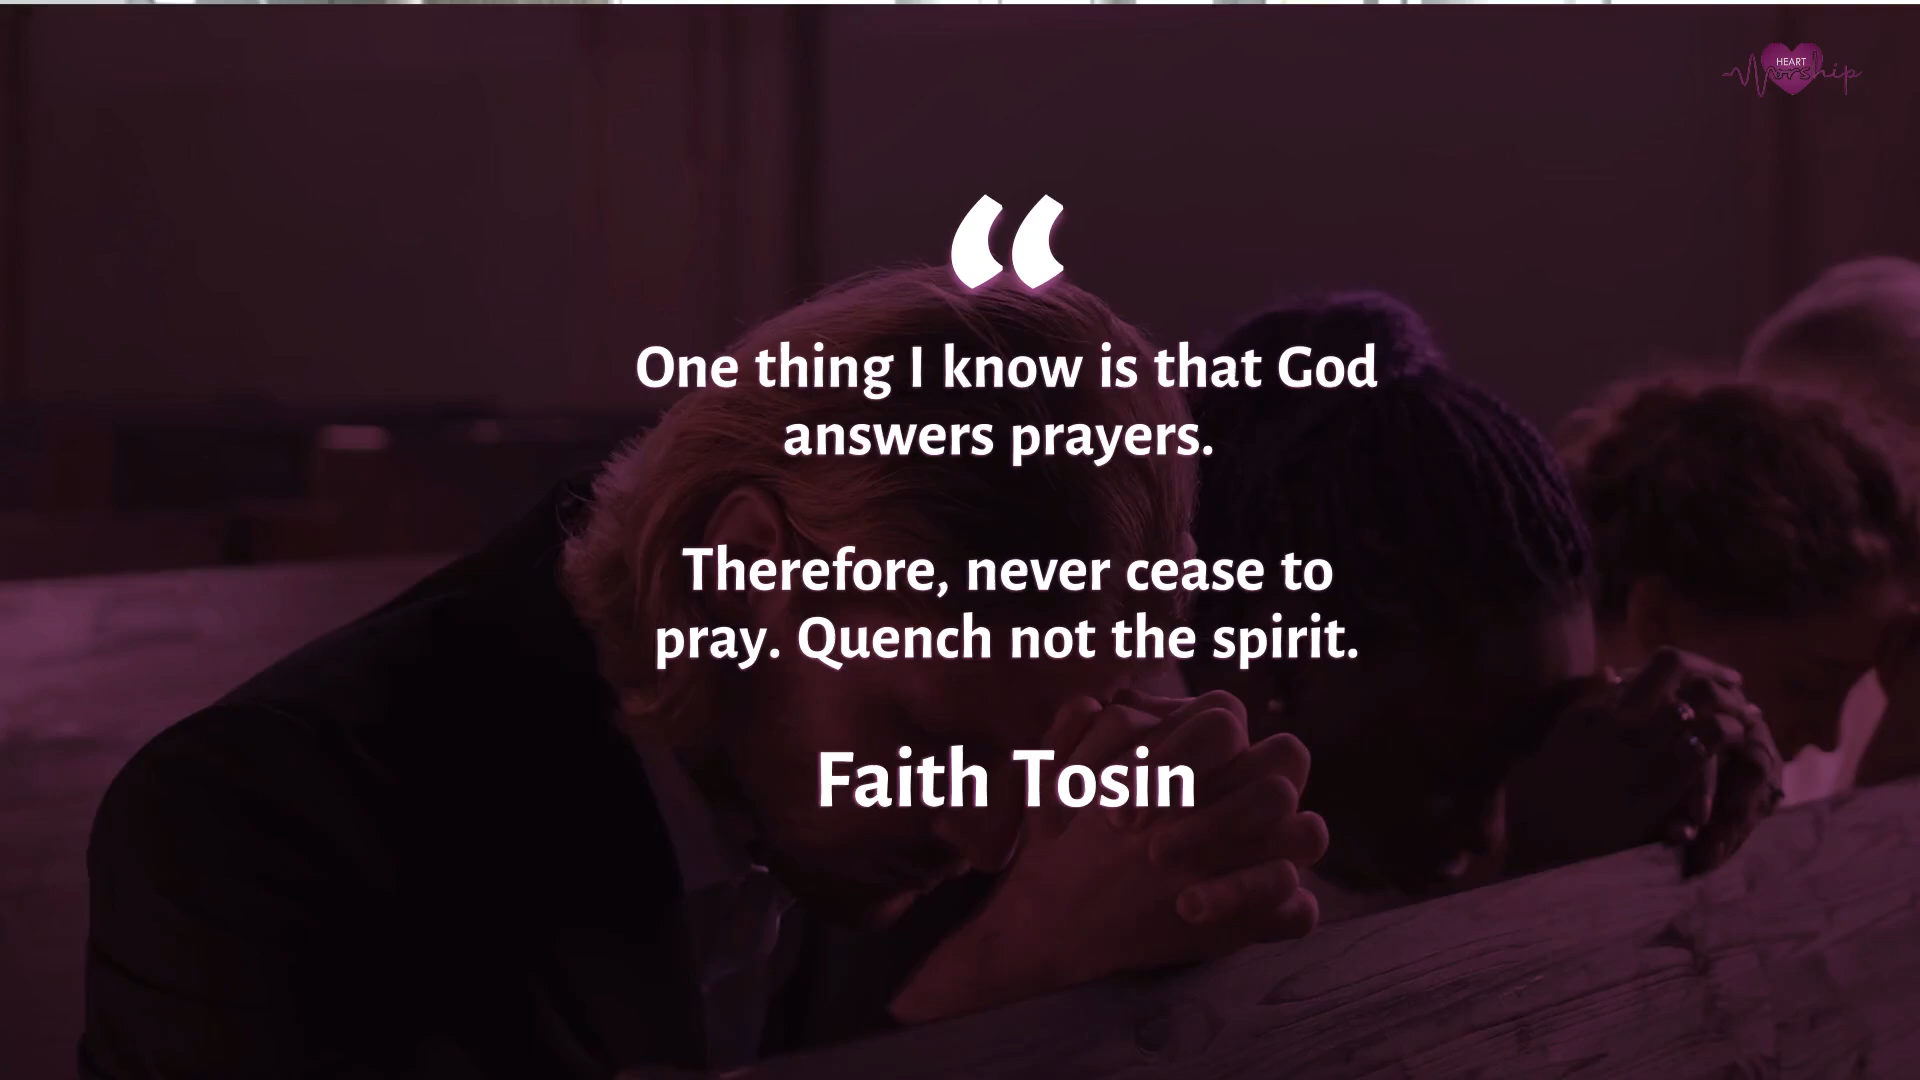 HEART
Worship
“
One thing I know is that God
answers prayers.
Therefore, never cease to
pray. Quench not the spirit.
Faith Tosin